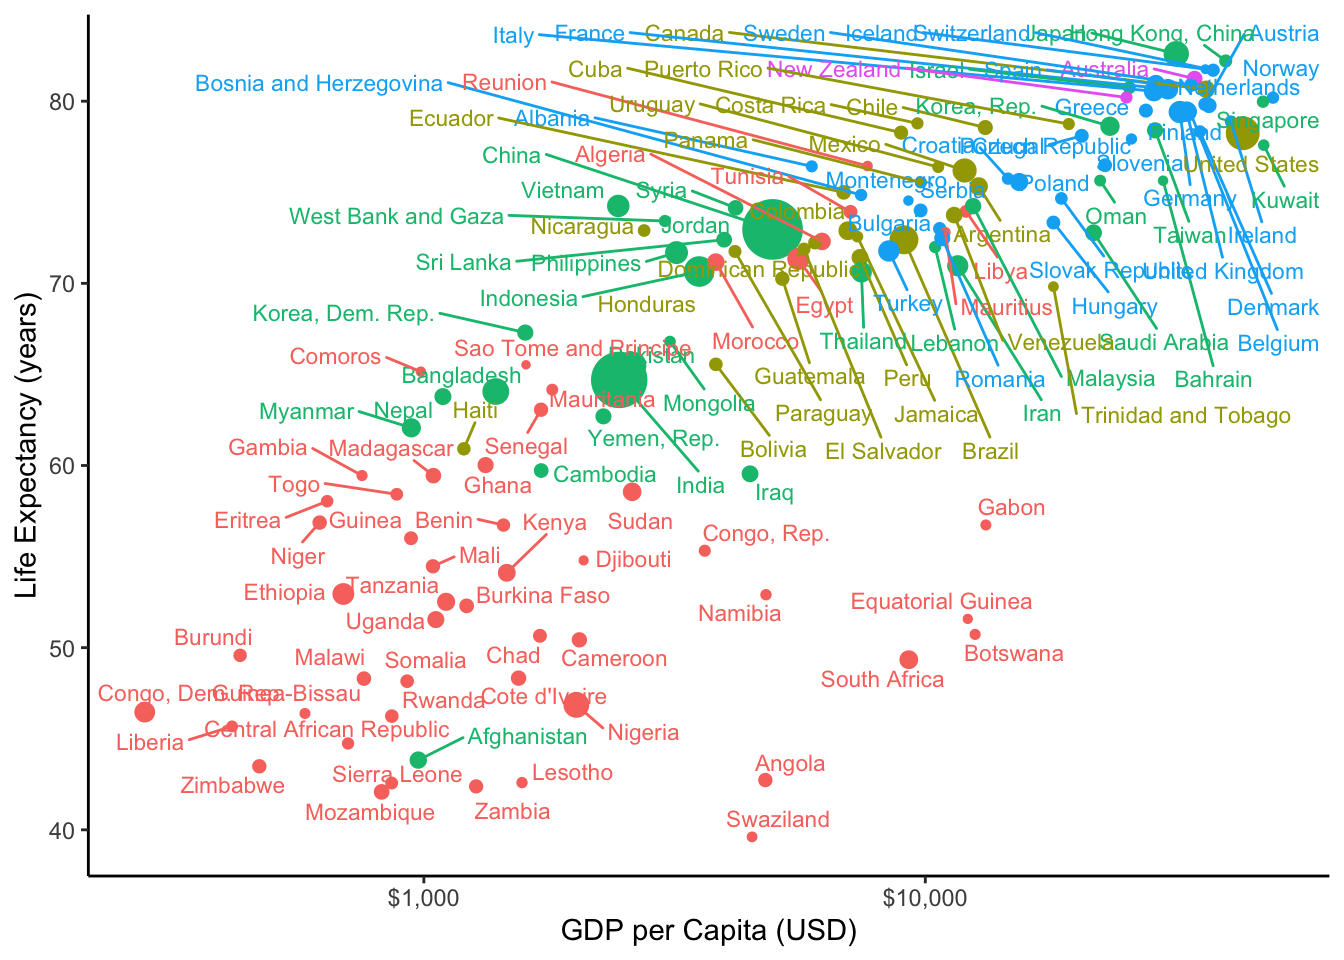 Italy
France
Canada
Sweden
Iceland
Switzerland
Japan
Hong Kong, China
Austria
Cuba
Puerto Rico
New Zealand
Israel
Spain
Australia
Norway
Bosnia and Herzegovina
Reunion
Netherlands
Uruguay
Costa Rica
Chile
Korea, Rep.
Greece
Ecuador
Albania
Singapore
Panama
Mexico
Croatia
Portugal
Czech Republic
Finland
China
Algeria
Slovenia
United States
Vietnam
Syria
Tunisia
Montenegro
Serbia
Poland
Germany
Kuwait
West Bank and Gaza
Nicaragua
Jordan
Colombia
Bulgaria
Argentina
Oman
Taiwan
Ireland
Sri Lanka
Philippines
Dominican Republic
Libya
Slovak Republic
United Kingdom
Indonesia
Honduras
Egypt
Turkey
Mauritius
Hungary
Denmark
Korea, Dem. Rep.
Morocco
Thailand
Lebanon
Venezuela
Saudi Arabia
Belgium
Comoros
Sao Tome and Principe
Bangladesh
Guatemala
Peru
Romania
Malaysia
Bahrain
Myanmar
Nepal
Haiti
Mauritania
Mongolia
Paraguay
Jamaica
Iran
Trinidad and Tobago
Gambia
Madagascar
Senegal
Yemen, Rep.
Bolivia
El Salvador
Brazil
Togo
Ghana
Cambodia
India
Iraq
Eritrea
Guinea
Benin
Kenya
Sudan
Congo, Rep.
Gabon
Niger
Mali
Djibouti
Ethiopia
Tanzania
Burkina Faso
Namibia
Equatorial Guinea
Uganda
Burundi
Malawi
Somalia
Chad
Cameroon
Botswana
South Africa
Congo, Dem. Rep.
Guinea-Bissau
Rwanda
Cote d'Ivoire
Liberia
Central African Republic
Afghanistan
Nigeria
Zimbabwe
Sierra Leone
Lesotho
Angola
Mozambique
Zambia
Swaziland
80
70
60
50
40
Life Expectancy (years)
$1,000
$10,000
GDP per Capita (USD)